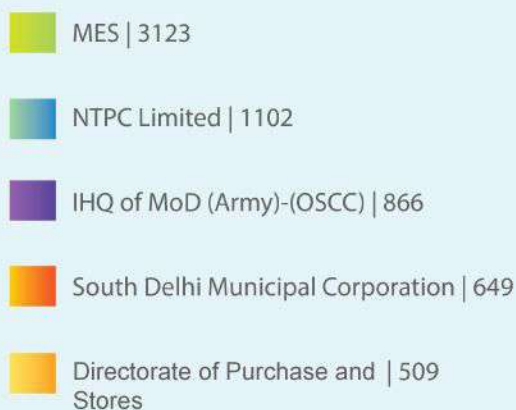 MES | 3123
NTPC Limited | 1102
IHQ of MoD (Army)-(OSCC) | 866
South Delhi Municipal Corporation | 649
Directorate of Purchase and | 509
Stores